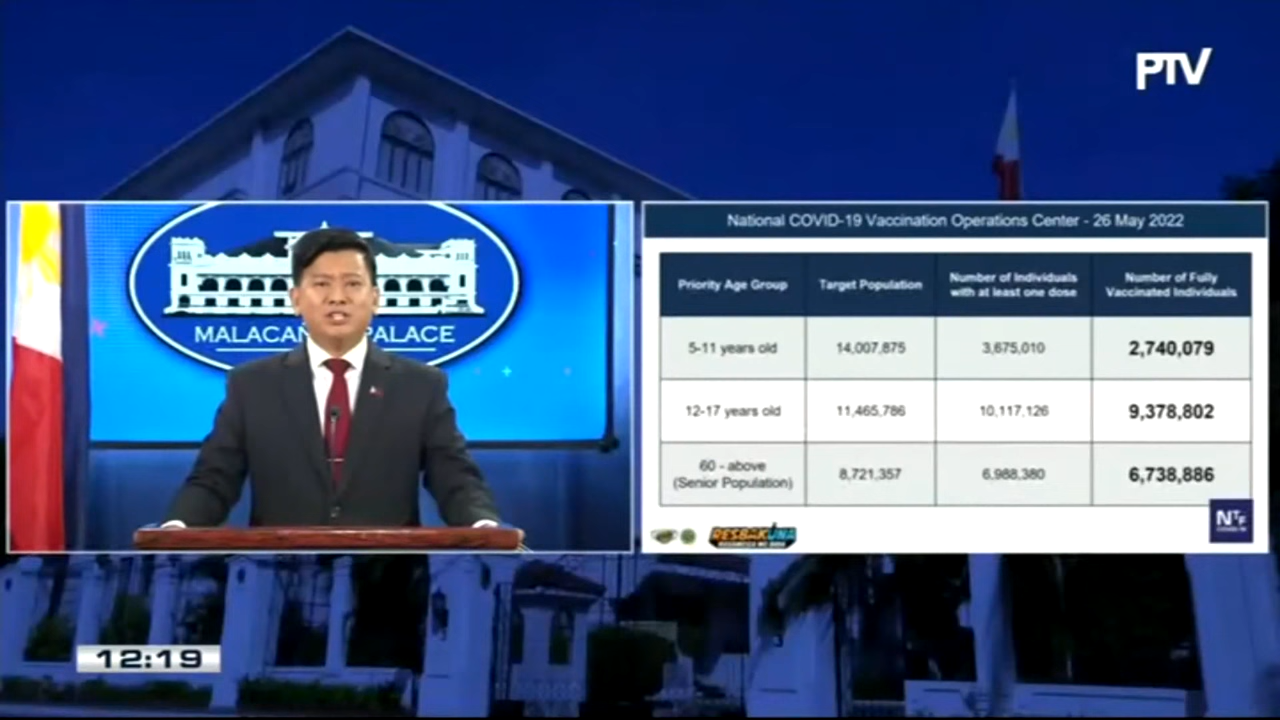 PTV
MALACAÑ PALACE
National COVID-19 Vaccination Operations Center - 26 May 2022
Priority Age Group
Target Population
Number of Individuals
with at least one dose
Number of Fully
Vaccinated Individuals
5-11 years old
14,007,875
3,675,010
2,740,079
12-17 years old
11,465,786
10,117,126
9,378,802
60 - above
(Senior Population)
8,721,357
6,988,380
6,738,886
RESBAKUNA
NTF
12:19